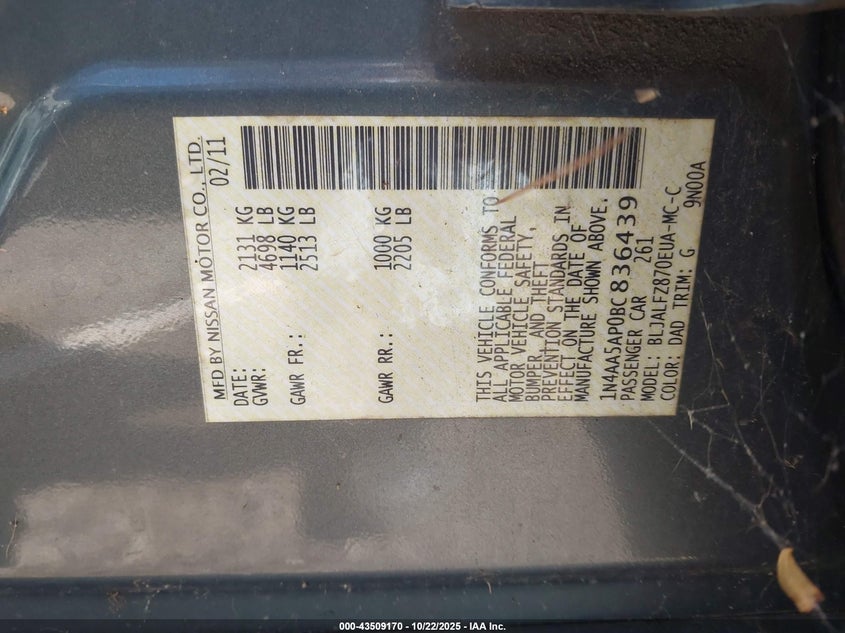 MFD BY NISSAN MOTOR CO., LTD.
DATE: 02/11
GVWR: 2131 KG
4698 LB
GAWR FR.: 1140 KG
2513 LB
GAWR RR.: 1000 KG
2205 LB
THIS VEHICLE CONFORMS TO
ALL APPLICABLE FEDERAL
MOTOR VEHICLE SAFETY,
BUMPER, AND THEFT
PREVENTION STANDARDS IN
EFFECT ON THE DATE OF
MANUFACTURE SHOWN ABOVE.
1N4AA5AP0BC836439
PASSENGER CAR 261
MODEL: BLJALF2870EUA-MC-C
COLOR: DAD TRIM: G 9N00A
000-43509170 - 10/22/2025 - IAA Inc.